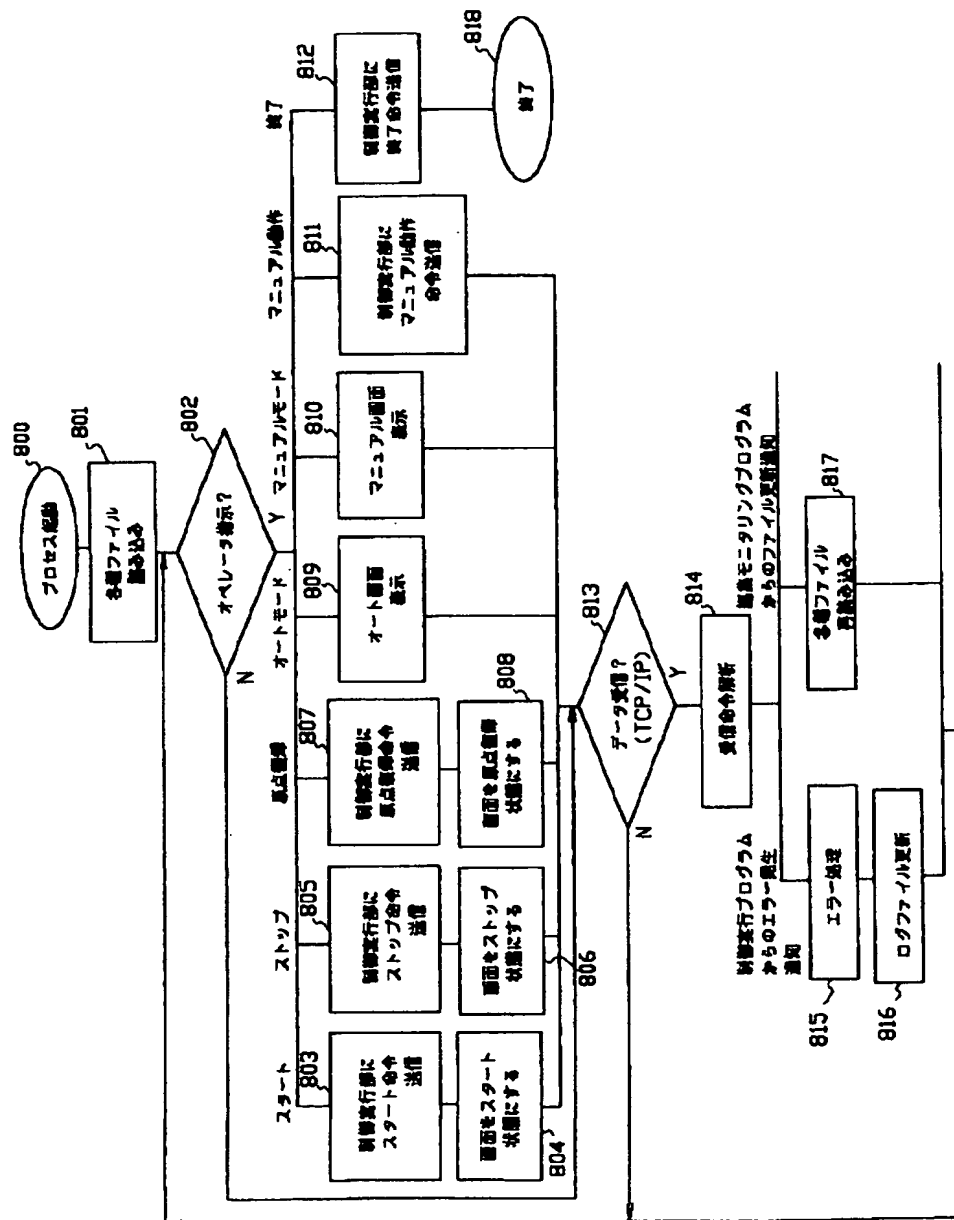 800
プロセス起動
801
各種ファイル
読み込み
802
オペレータ指示?
N
Y
スタート
803
制御実行部に
スタート命令
送信
画面をスタート
状態にする
804
ストップ
805
制御実行部に
ストップ命令
送信
画面をストップ
状態にする
806
原点復帰
807
制御実行部に
原点復帰命令
送信
808
画面を原点復帰
状態にする
オートモード
809
オート画面
表示
マニュアルモード
810
マニュアル画面
表示
マニュアル動作
811
制御実行部に
マニュアル動作
命令送信
終了
812
制御実行部に
終了命令送信
818
終了
813
データ受信?
(TCP/IP)
N
Y
814
受信命令解析
制御実行プログラム
からのエラー発生
通知
815
エラー処理
816
ログファイル更新
編集モニタリングプログラム
からのファイル更新通知
817
各種ファイル
再読み込み